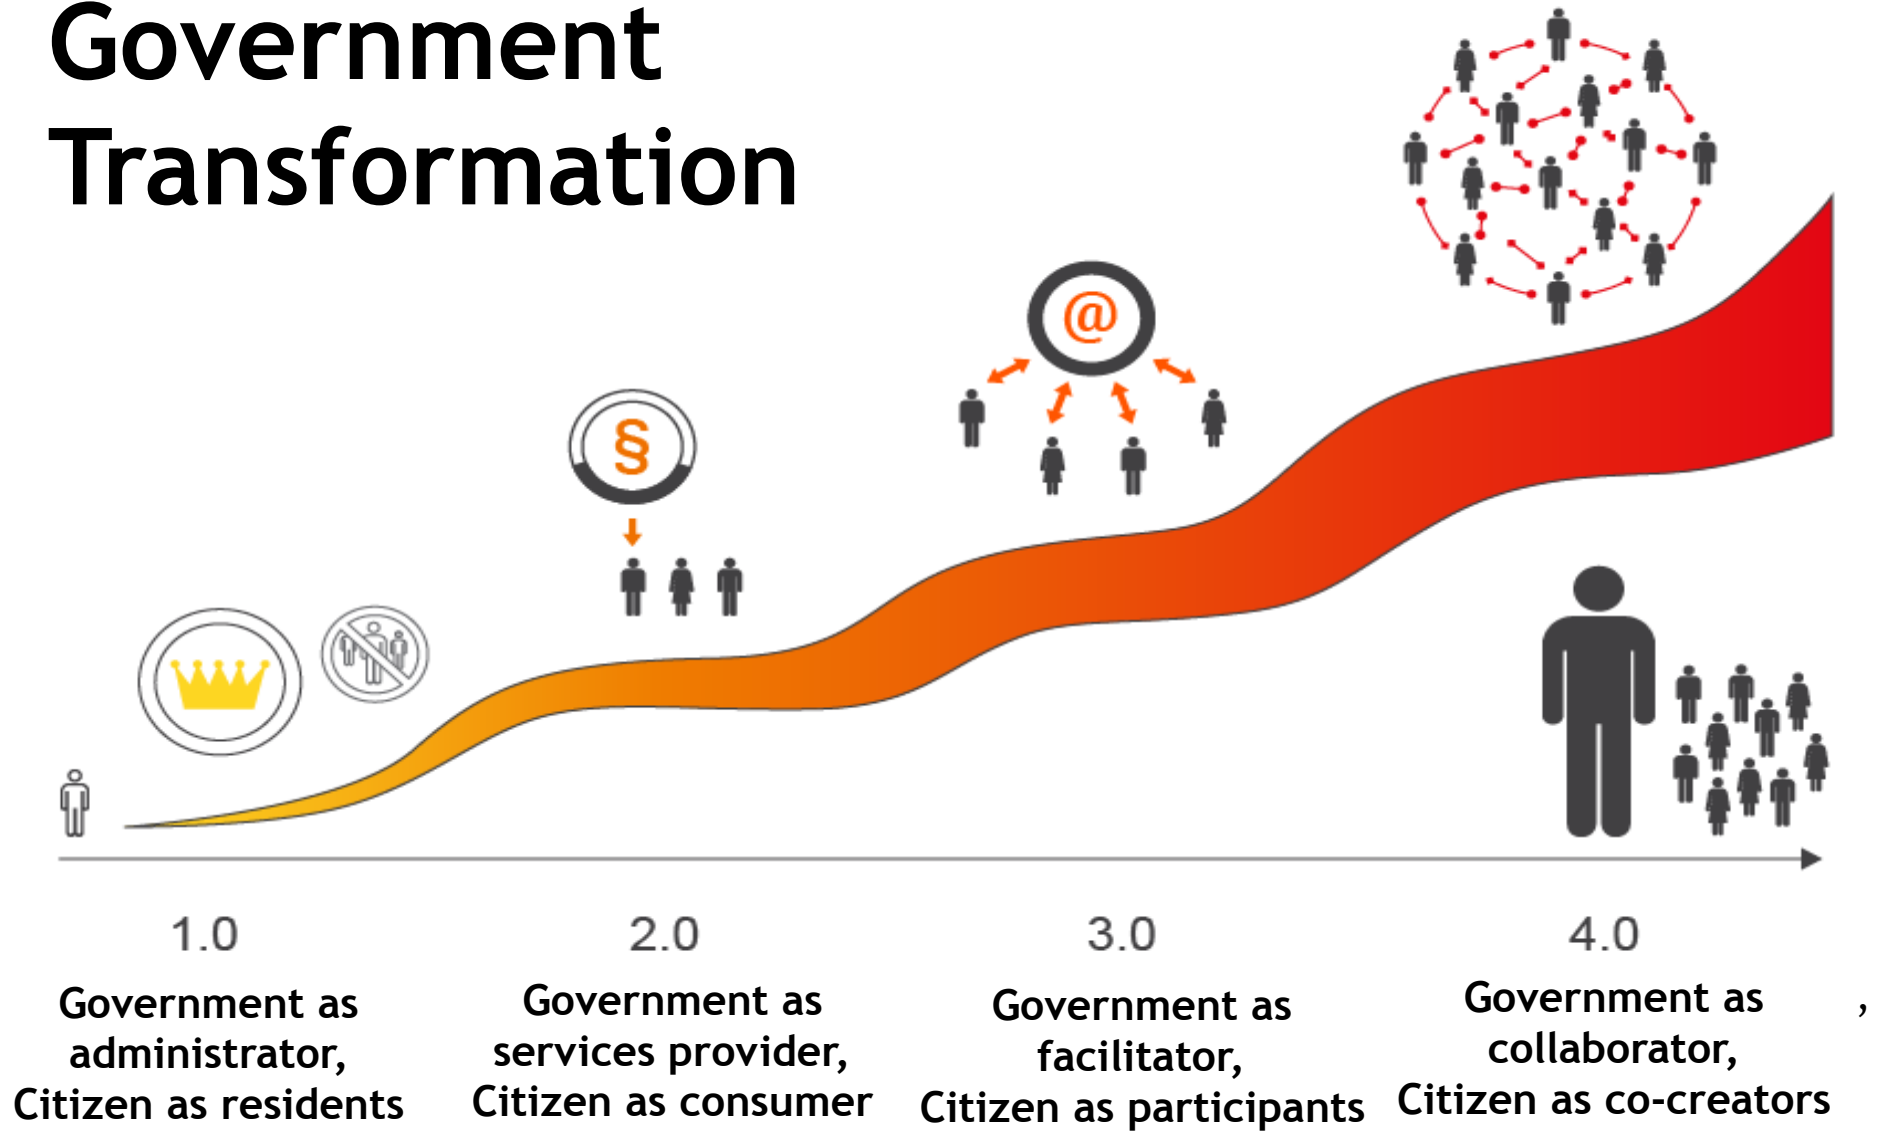 Government
Transformation
@
§
1.0
2.0
3.0
4.0
Government as
administrator,
Citizen as residents
Government as
services provider,
Citizen as consumer
Government as
facilitator,
Citizen as participants
Government as ,
collaborator,
Citizen as co-creators